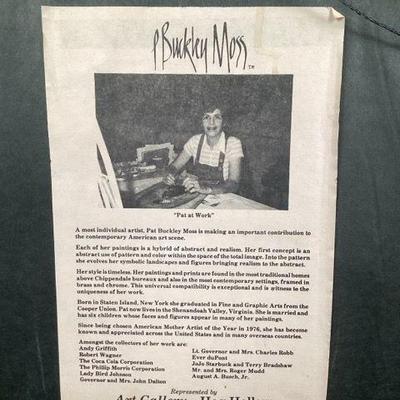 P Buckley Moss TM
"Pat at Work"
A most individual artist, Pat Buckley Moss is making an important contribution to
the contemporary American art scene.
Each of her paintings is a hybrid of abstract and realism. Her first concept is an
abstract use of pattern and color within the space of the total image. Into the pattern
she evolves her symbolic landscapes and figures bringing realism to the abstract.
Her style is timeless. Her paintings and prints are found in the most traditional homes
above Chippendale bureaux and also in the most contemporary settings, framed in
brass and chrome. This universal compatibility is exceptional and is witness to the
uniqueness of her work.
Born in Staten Island, New York she graduated in Fine and Graphic Arts from the
Cooper Union. Pat now lives in the Shenandoah Valley, Virginia. She is married and
has six children whose faces and figures appear in many of her paintings.
Since being chosen American Mother Artist of the Year in 1976, she has become
known and appreciated across the United States and in many overseas countries.
Amongst the collectors of her work are:
Andy Griffith
Robert Wagner
The Coca Cola Corporation
The Phillip Morris Corporation
Lady Bird Johnson
Governor and Mrs. John Dalton
Lt. Governor and Mrs. Charles Robb
Ever duPont
JoJo Starbuck and Terry Bradshaw
Mr. and Mrs. Roger Mudd
August A. Busch, Jr.
Represented by
Art Gallery